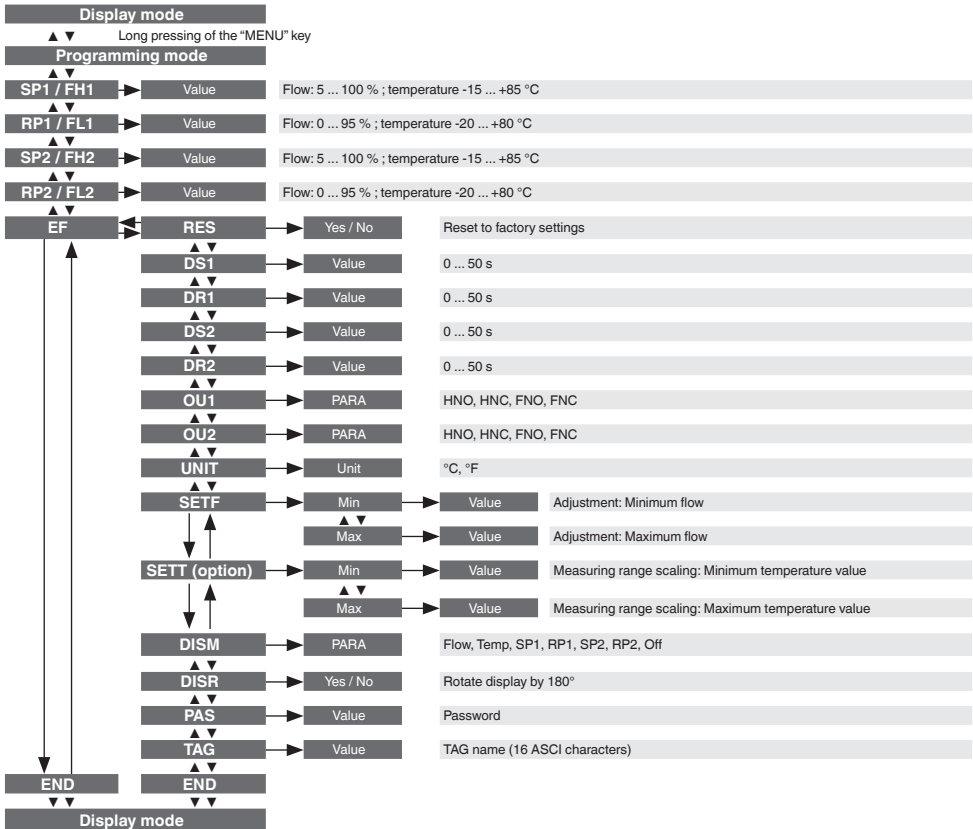 Display mode
▲ ▼ Long pressing of the “MENU” key
Programming mode
▲ ▼
SP1 / FH1 Value Flow: 5 ... 100 % ; temperature -15 ... +85 °C
▲ ▼
RP1 / FL1 Value Flow: 0 ... 95 % ; temperature -20 ... +80 °C
▲ ▼
SP2 / FH2 Value Flow: 5 ... 100 % ; temperature -15 ... +85 °C
▲ ▼
RP2 / FL2 Value Flow: 0 ... 95 % ; temperature -20 ... +80 °C
▲ ▼
EF RES Yes / No Reset to factory settings
▲ ▼
DS1 Value 0 ... 50 s
▲ ▼
DR1 Value 0 ... 50 s
▲ ▼
DS2 Value 0 ... 50 s
▲ ▼
DR2 Value 0 ... 50 s
▲ ▼
OU1 PARA HNO, HNC, FNO, FNC
▲ ▼
OU2 PARA HNO, HNC, FNO, FNC
▲ ▼
UNIT Unit °C, °F
▲ ▼
SETF Min Value Adjustment: Minimum flow
▲ ▼
Max Value Adjustment: Maximum flow
SETT (option) Min Value Measuring range scaling: Minimum temperature value
▲ ▼
Max Value Measuring range scaling: Maximum temperature value
DISM PARA Flow, Temp, SP1, RP1, SP2, RP2, Off
▲ ▼
DISR Yes / No Rotate display by 180°
▲ ▼
PAS Value Password
▲ ▼
TAG Value TAG name (16 ASCI characters)
▲ ▼
END END
▼ ▼ ▼ ▼
Display mode